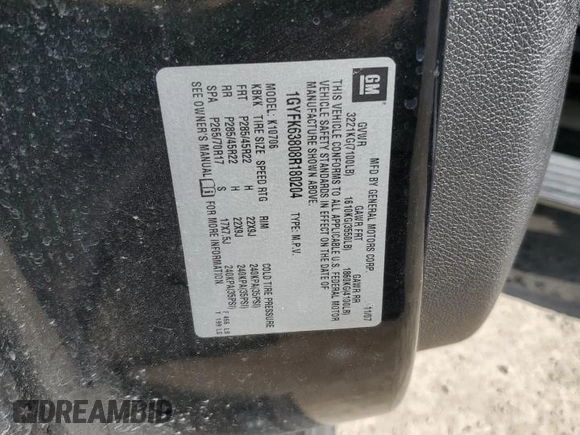 GM
MFD BY GENERAL MOTORS CORP.
11/07
GVWR GAWR FRT GAWR RR
3221KG(7100LB) 1610KG(3550LB) 1860KG(4100LB)
THIS VEHICLE CONFORMS TO ALL APPLICABLE U.S. FEDERAL MOTOR
VEHICLE SAFETY STANDARDS IN EFFECT ON THE DATE OF
MANUFACTURE SHOWN ABOVE.
1GYFK63808R180204 TYPE: M.P.V.
MODEL: K10706
KBKK TIRE SIZE SPEED RTG RIM COLD TIRE PRESSURE
FRT P285/45R22 H 22X9J 240KPA(35PSI)
RR P285/45R22 H 22X9J 240KPA(35PSI)
SPA P265/70R17 17X7.5J 240KPA(35PSI)
SEE OWNER'S MANUAL FOR MORE INFORMATION
DREAMBID